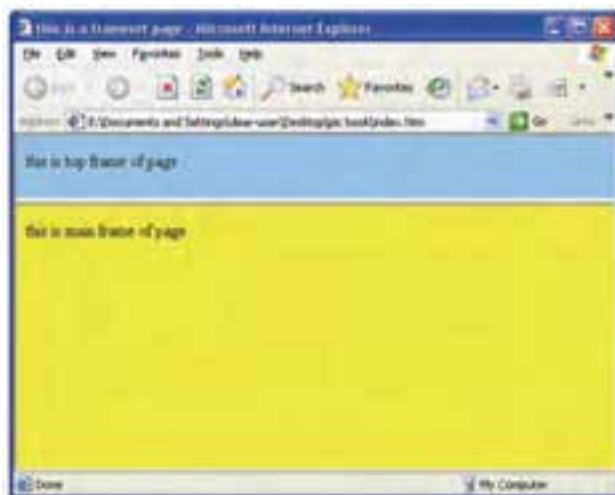 this is a frameset page - Microsoft Internet Explorer
File Edit View Favorites Tools Help
Search Favorites
Go
this is top frame of page
this is main frame of page
Done My Computer